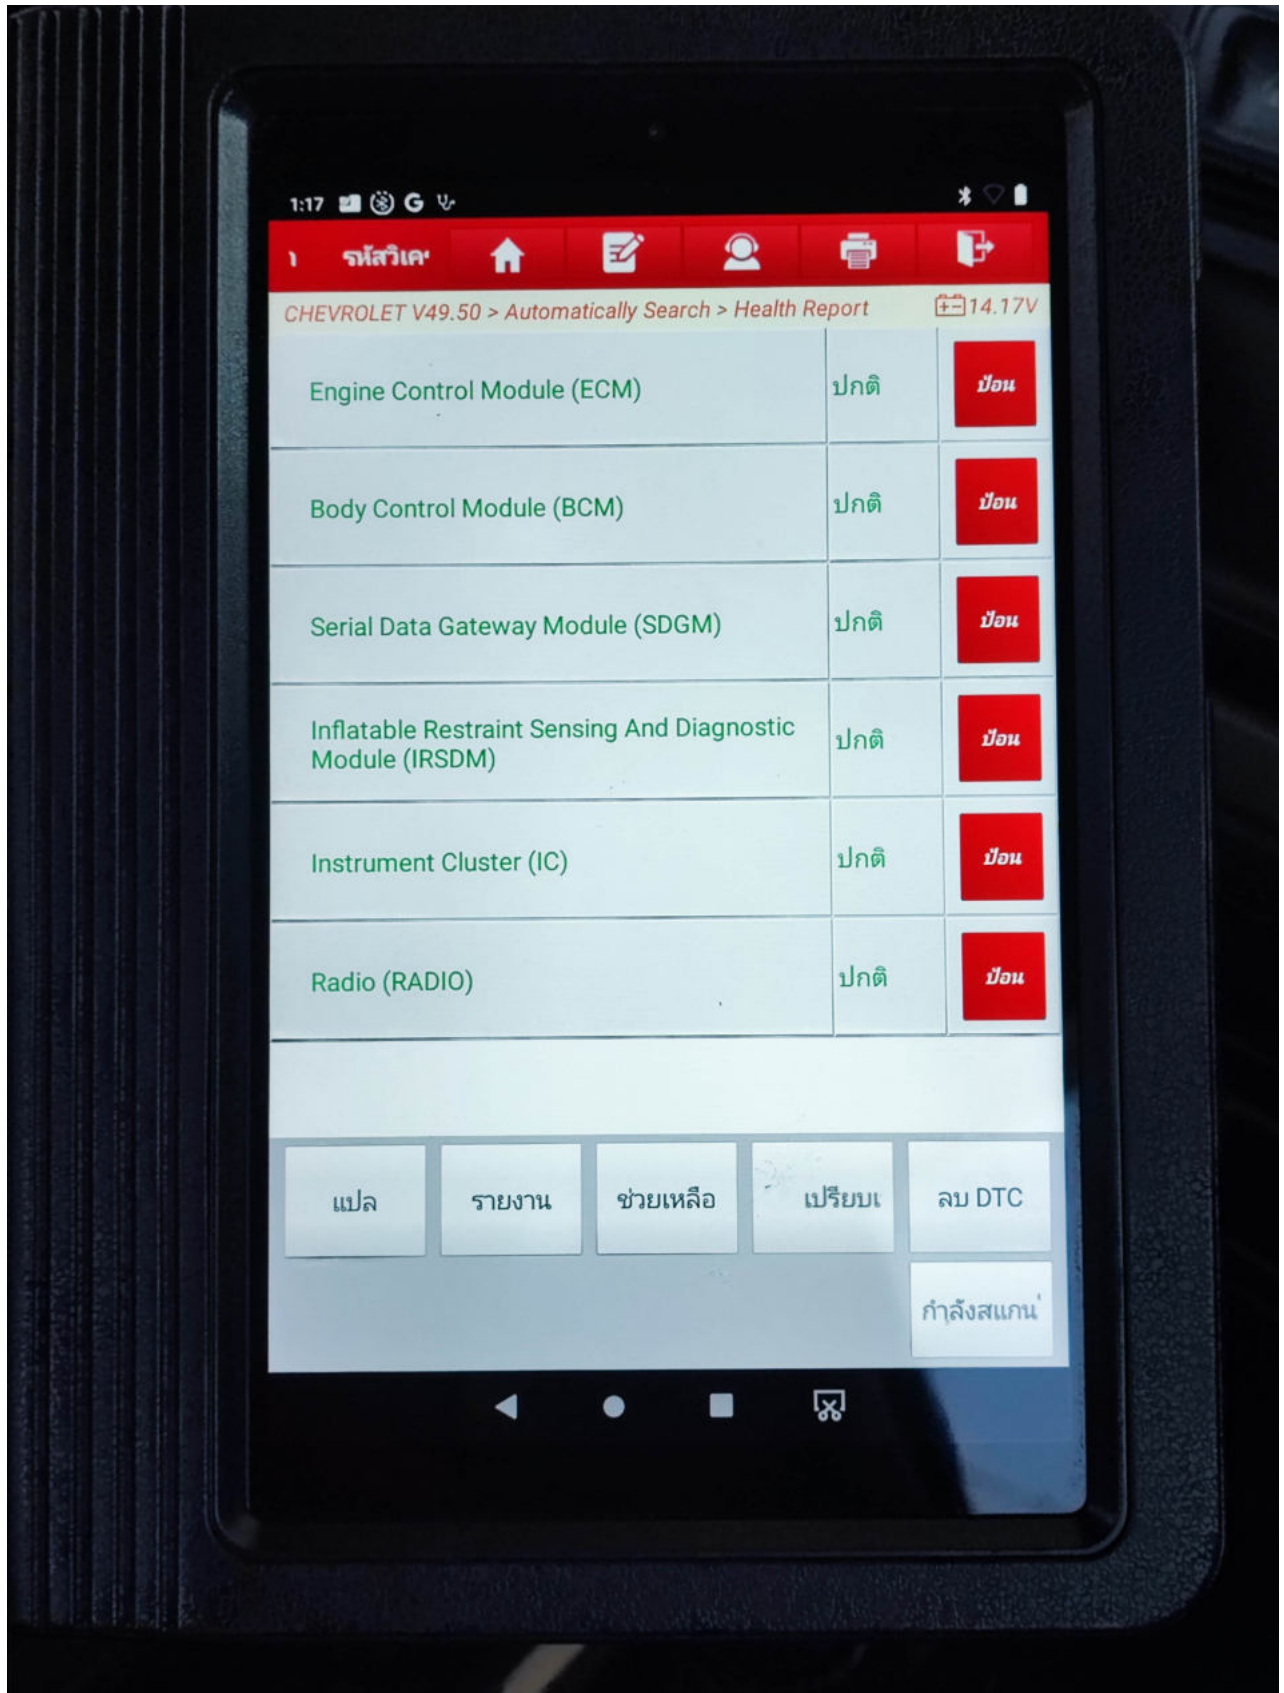 1:17
รหัสวิเค
CHEVROLET V49.50 > Automatically Search > Health Report 14.17V
Engine Control Module (ECM) ปกติ ป้อน
Body Control Module (BCM) ปกติ ป้อน
Serial Data Gateway Module (SDGM) ปกติ ป้อน
Inflatable Restraint Sensing And Diagnostic
Module (IRSDM) ปกติ ป้อน
Instrument Cluster (IC) ปกติ ป้อน
Radio (RADIO) ปกติ ป้อน
แปล รายงาน ช่วยเหลือ เปรียบเ ลบ DTC
กำลังสแกน